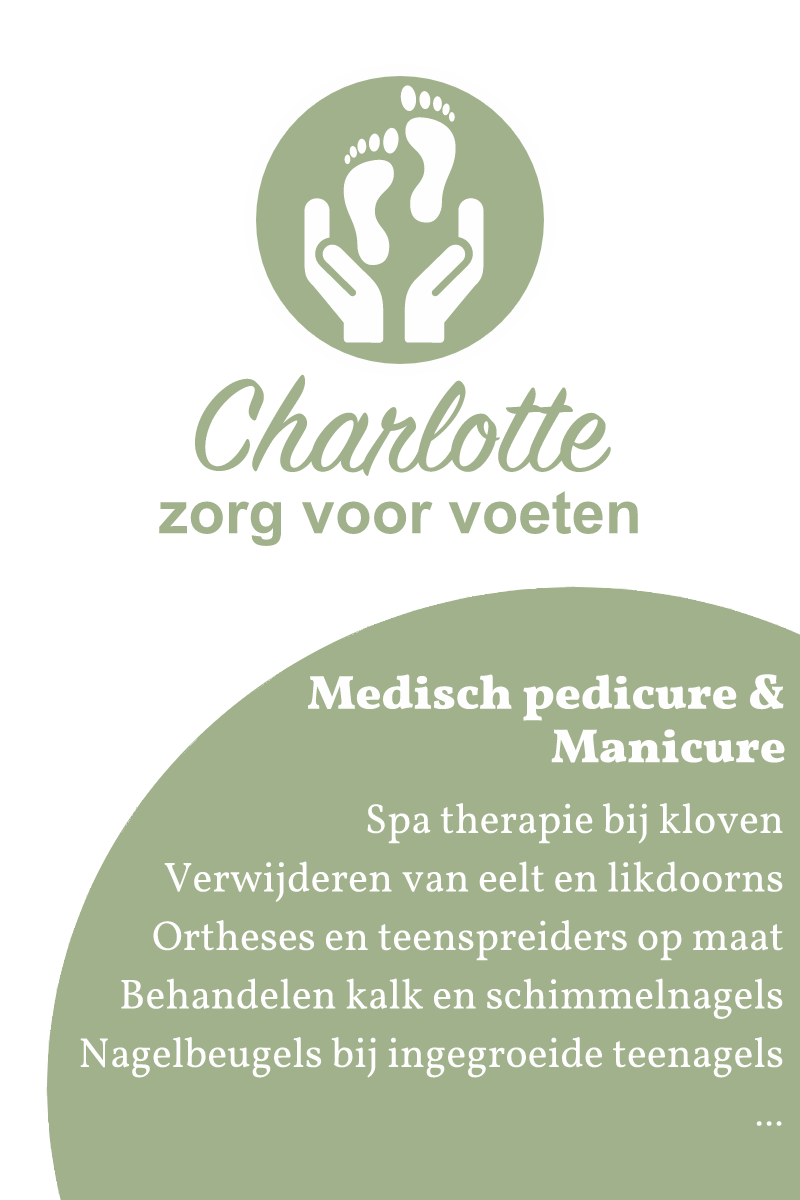 Charlotte
zorg voor voeten
Medisch pedicure &
Manicure
Spa therapie bij kloven
Verwijderen van eelt en likdoorns
Ortheses en teenspreiders op maat
Behandelen kalk en schimmelnagels
Nagelbeugels bij ingegroeide teenagels
...